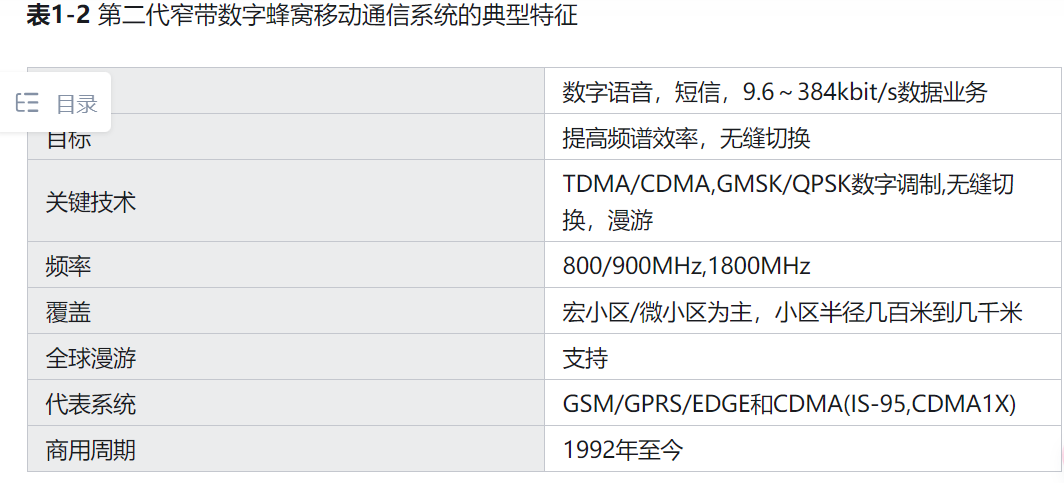 表1-2 第二代窄带数字蜂窝移动通信系统的典型特征
数字语音，短信，9.6～384kbit/s数据业务
目录
目标
提高频谱效率，无缝切换
关键技术
TDMA/CDMA,GMSK/QPSK数字调制,无缝切
换，漫游
频率
800/900MHz,1800MHz
覆盖
宏小区/微小区为主，小区半径几百米到几千米
全球漫游
支持
代表系统
GSM/GPRS/EDGE和CDMA(IS-95,CDMA1X)
商用周期
1992年至今